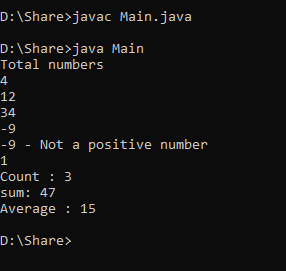 D:\Share>javac Main.java
D:\Share>java Main
Total numbers
4
12
34
-9
-9 - Not a positive number
1
Count : 3
sum: 47
Average : 15
D:\Share>